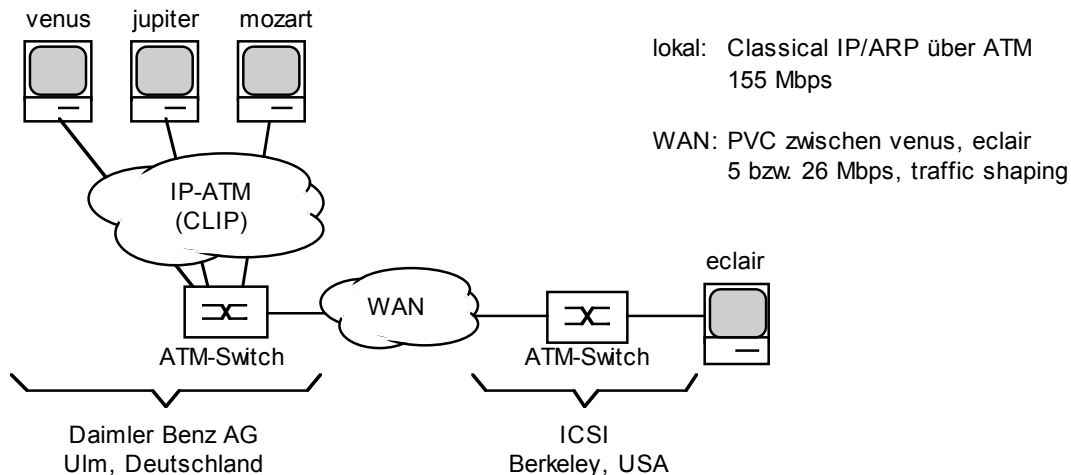 venus jupiter mozart
lokal: Classical IP/ARP über ATM
155 Mbps
WAN: PVC zwischen venus, eclair
5 bzw. 26 Mbps, traffic shaping
IP-ATM
(CLIP)
eclair
WAN
ATM-Switch
ATM-Switch
Daimler Benz AG
Ulm, Deutschland
ICSI
Berkeley, USA